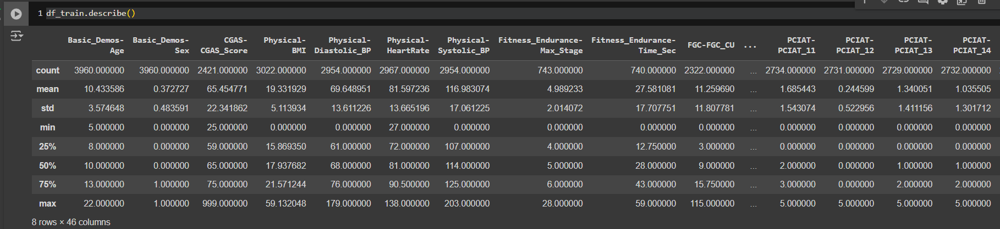 1 df_train.describe()
Basic_Demos-Age Basic_Demos-Sex CGAS-CGAS_Score Physical-BMI Physical-Diastolic_BP Physical-HeartRate Physical-Systolic_BP Fitness_Endurance-Max_Stage Fitness_Endurance-Time_Sec FGC-FGC_CU ... PCIAT-PCIAT_11 PCIAT-PCIAT_12 PCIAT-PCIAT_13 PCIAT-PCIAT_14
count 3960.000000 3960.000000 2421.000000 3022.000000 2954.000000 2967.000000 2954.000000 743.000000 740.000000 2322.000000 ... 2734.000000 2731.000000 2729.000000 2732.000000
mean 10.433586 0.372727 65.454771 19.331929 69.648951 81.597236 116.983074 4.989233 27.581081 11.259690 ... 1.685443 0.244599 1.340051 1.035505
std 3.574648 0.483591 22.341862 5.113934 13.611226 13.665196 17.061225 2.014072 17.707751 11.807781 ... 1.543074 0.522956 1.411156 1.301712
min 5.000000 0.000000 25.000000 0.000000 0.000000 27.000000 0.000000 0.000000 0.000000 0.000000 ... 0.000000 0.000000 0.000000 0.000000
25% 8.000000 0.000000 59.000000 15.869350 61.000000 72.000000 107.000000 4.000000 12.750000 3.000000 ... 0.000000 0.000000 0.000000 0.000000
50% 10.000000 0.000000 65.000000 17.937682 68.000000 81.000000 114.000000 5.000000 28.000000 9.000000 ... 2.000000 0.000000 1.000000 1.000000
75% 13.000000 1.000000 75.000000 21.571244 76.000000 90.500000 125.000000 6.000000 43.000000 15.750000 ... 3.000000 0.000000 2.000000 2.000000
max 22.000000 1.000000 999.000000 59.132048 179.000000 138.000000 203.000000 28.000000 59.000000 115.000000 ... 5.000000 5.000000 5.000000 5.000000
8 rows × 46 columns